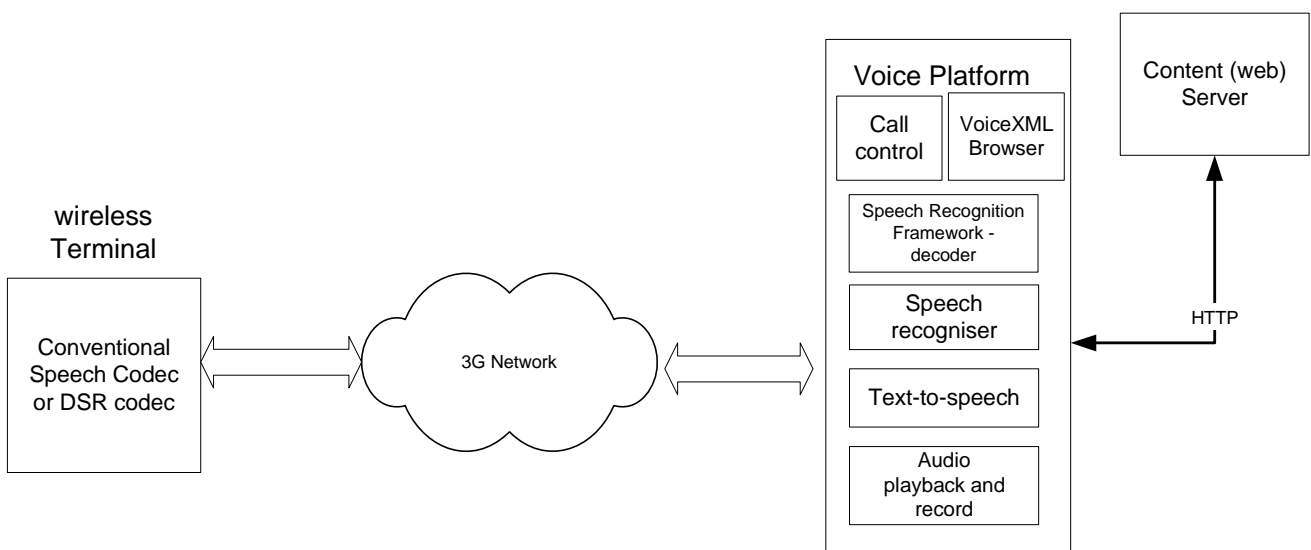 wireless
Terminal
Conventional
Speech Codec
or DSR codec
3G Network
Voice Platform
Call
control
VoiceXML
Browser
Speech Recognition
Framework -
decoder
Speech
recogniser
Text-to-speech
Audio
playback and
record
Content (web)
Server
HTTP